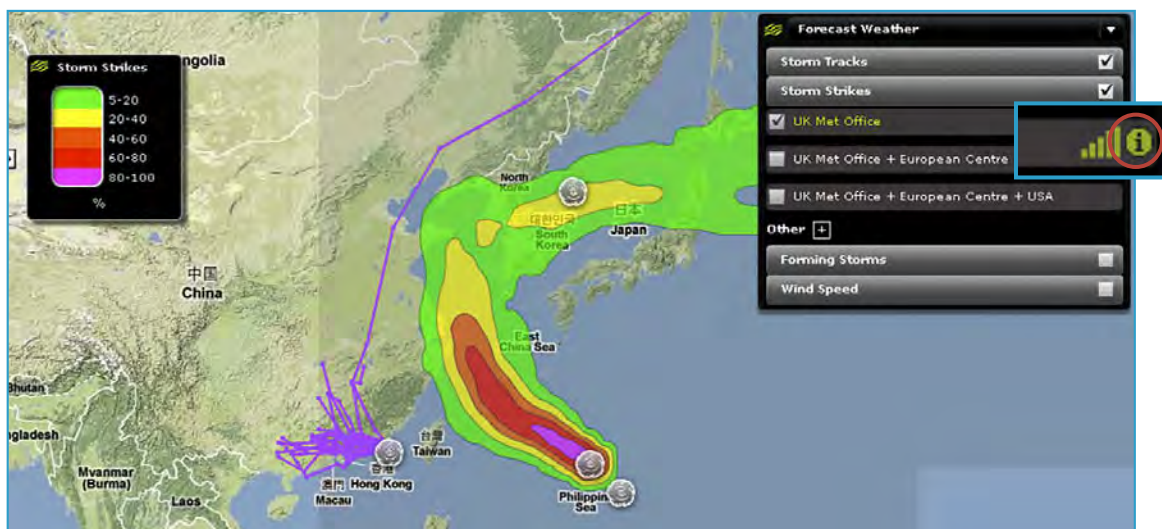 Storm Strikes
5-20
20-40
40-60
60-80
80-100
%
ngolia
Forecast Weather
Storm Tracks
Storm Strikes
UK Met Office
UK Met Office + European Centre
UK Met Office + European Centre + USA
Other
Forming Storms
Wind Speed
North
Korea
대한민국
South
Korea
日本
Japan
中国
China
East
China Sea
Bhutan
ngladesh
Myanmar
(Burma)
Laos
台灣
Taiwan
香港
Hong Kong
澳門
Macau
Philippin
Sea